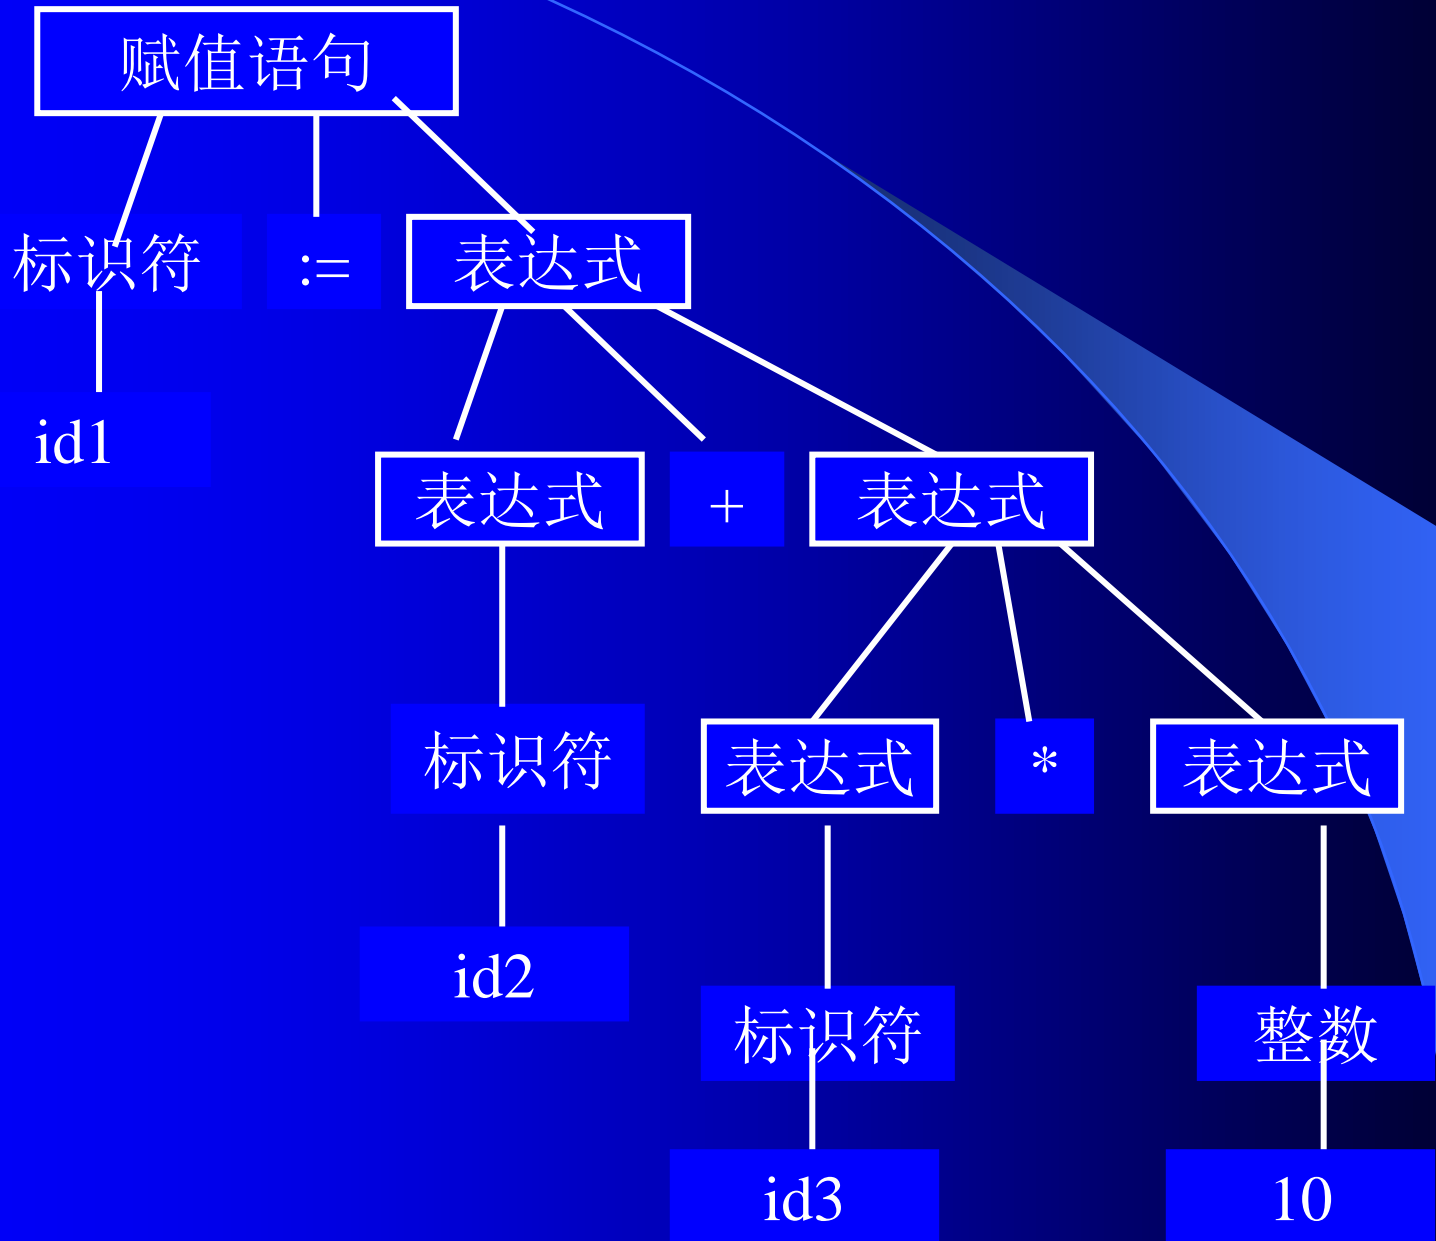 赋值语句
标识符 := 表达式
id1
表达式 + 表达式
标识符 表达式 * 表达式
id2
标识符 整数
id3 10